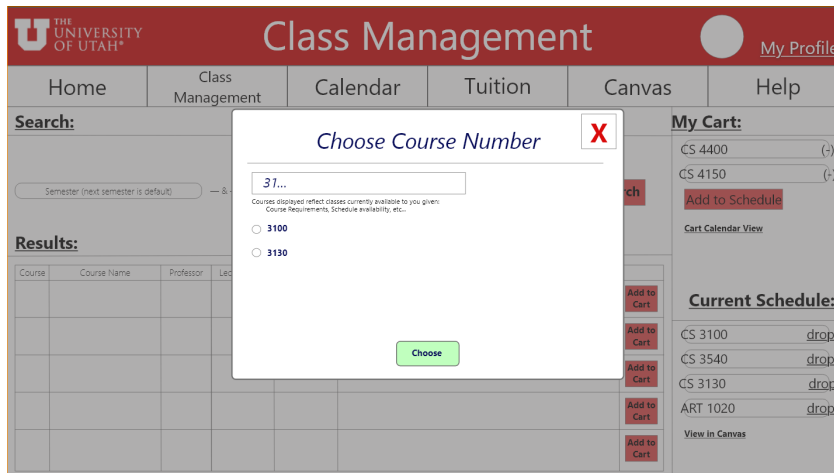 THE
UNIVERSITY
OF UTAH®
Class Management
My Profile
Home
Class
Management
Calendar
Tuition
Canvas
Help
Search:
Semester (next semester is default)
— & -
Results:
Course
Course Name
Professor
Choose Course Number
X
31...
Courses displayed reflect classes currently available to you given:
Course Requirements, Schedule availability, etc...
3100
3130
Choose
Add to
Cart
Add to
Cart
Add to
Cart
Add to
Cart
Add to
Cart
My Cart:
CS 4400 (-)
CS 4150 (-)
Add to Schedule
Cart Calendar View
Current Schedule:
CS 3100 drop
CS 3540 drop
CS 3130 drop
ART 1020 drop
View in Canvas